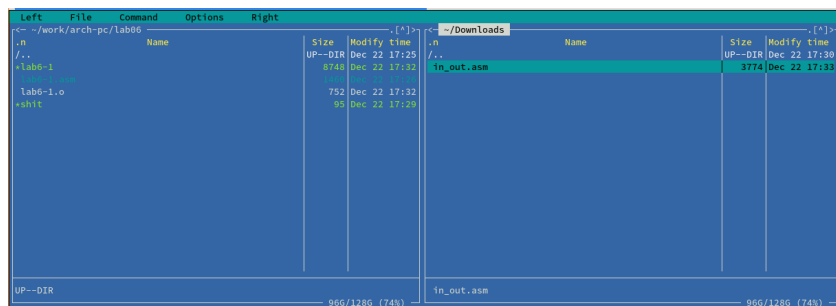 Left File Command Options Right
<- ~/work/arch-pc/lab06 .[^]> <- ~/Downloads .[^]>
.n Name Size Modify time .n Name Size Modify time
/.. UP--DIR Dec 22 17:25 /.. UP--DIR Dec 22 17:30
*lab6-1 8748 Dec 22 17:32 in_out.asm 3774 Dec 22 17:33
lab6-1.asm
lab6-1.o 752 Dec 22 17:32
*shit 95 Dec 22 17:29
UP--DIR in_out.asm
96G/128G (74%) 96G/128G (74%)